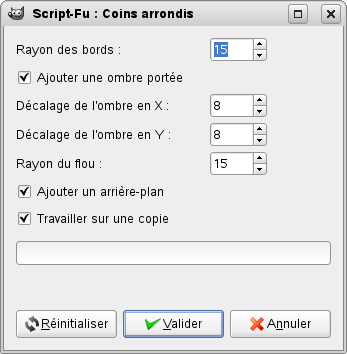 Script-Fu : Coins arrondis
Rayon des bords : 15
Ajouter une ombre portée
Décalage de l'ombre en X : 8
Décalage de l'ombre en Y : 8
Rayon du flou : 15
Ajouter un arrière-plan
Travailler sur une copie
Réinitialiser Valider Annuler